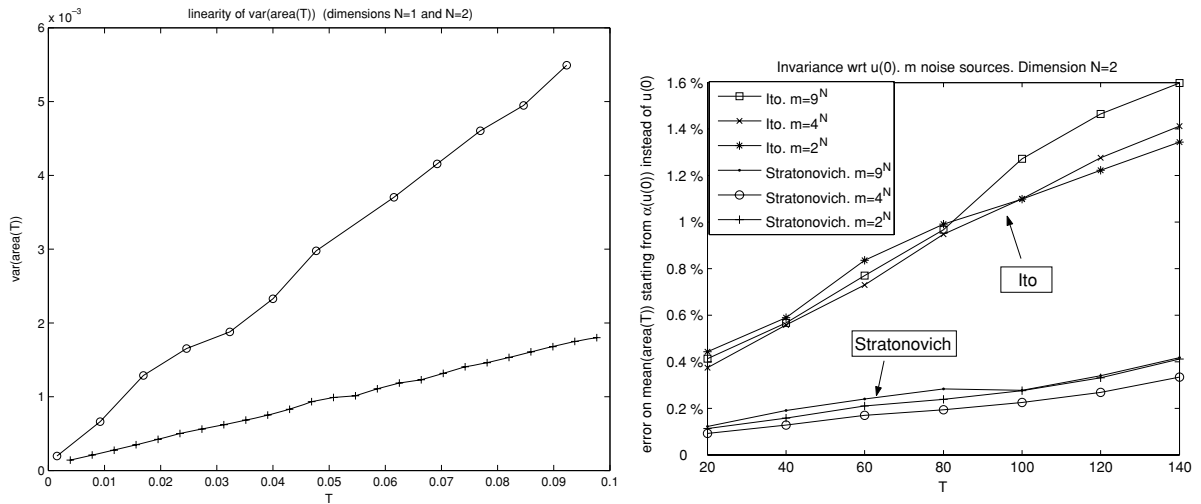 linearity of var(area(T)) (dimensions N=1 and N=2)
x 10^-3
6
5
4
3
2
1
0
0 0.01 0.02 0.03 0.04 0.05 0.06 0.07 0.08 0.09 0.1
T
var(area(T))
Invariance wrt u(0). m noise sources. Dimension N=2
error on mean(area(T)) starting from α(u(0)) instead of u(0)
1.6 %
1.4 %
1.2 %
1 %
0.8 %
0.6 %
0.4 %
0.2 %
0
Ito. m=9^N
Ito. m=4^N
Ito. m=2^N
Stratonovich. m=9^N
Stratonovich. m=4^N
Stratonovich. m=2^N
Ito
Stratonovich
20 40 60 80 100 120 140
T